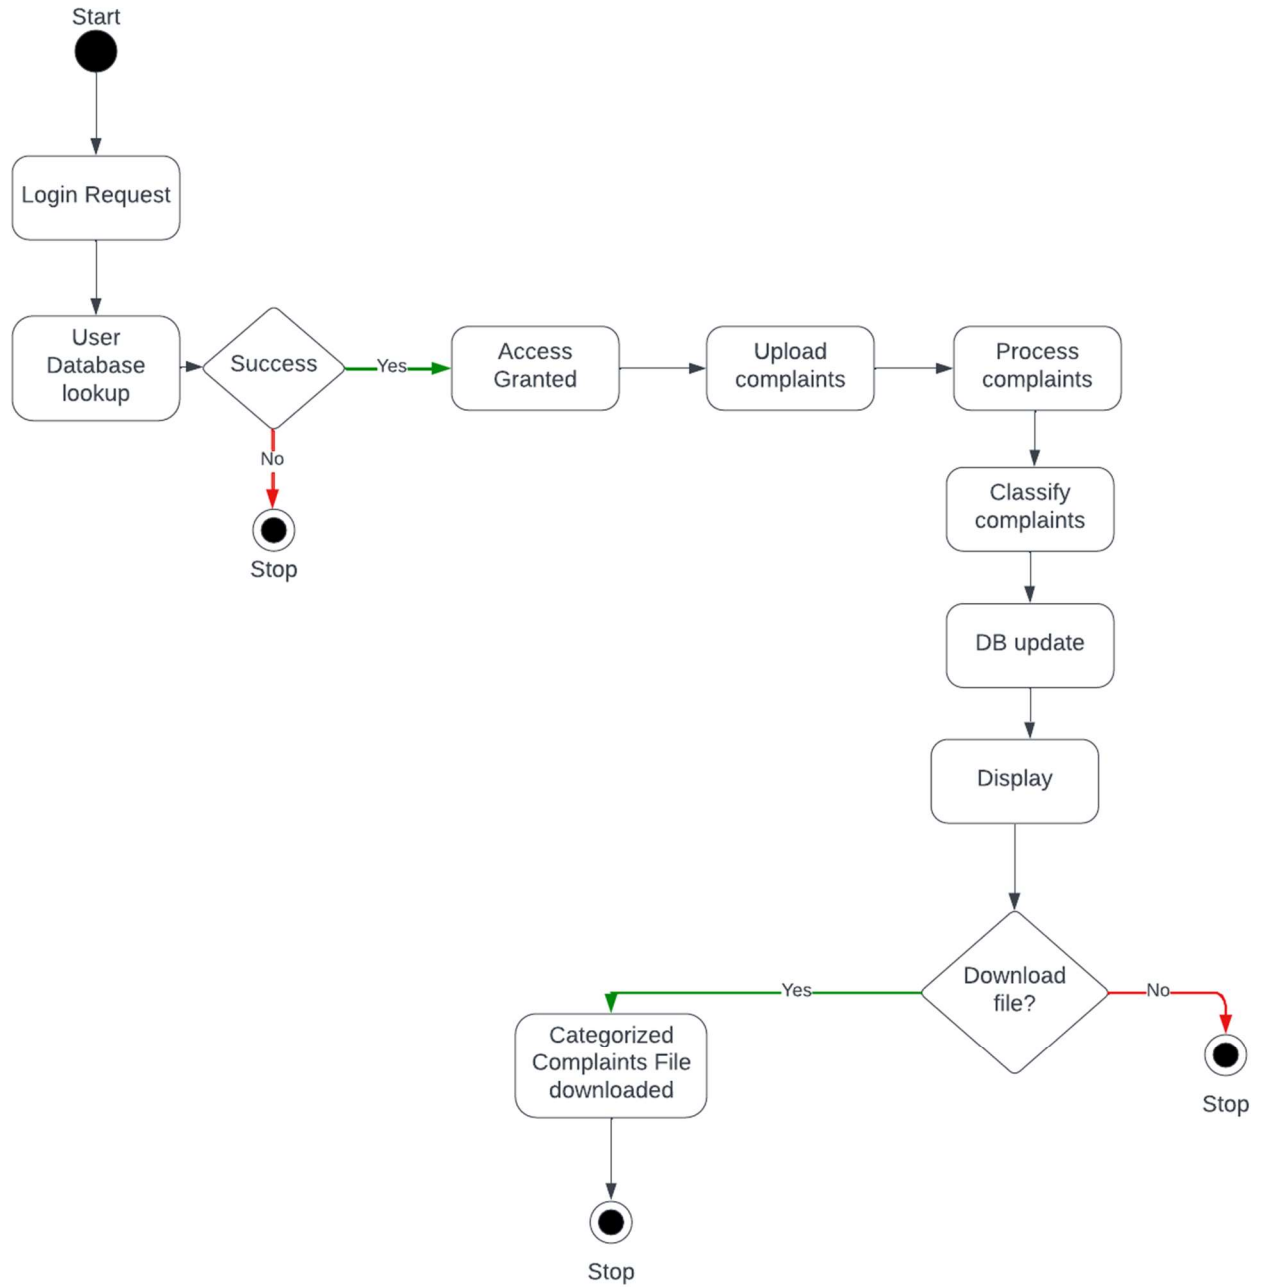 Start
Login Request
User
Database
lookup
Success
Yes
Access
Granted
Upload
complaints
Process
complaints
No
Stop
Classify
complaints
DB update
Display
Download
file?
Yes
No
Categorized
Complaints File
downloaded
Stop
Stop